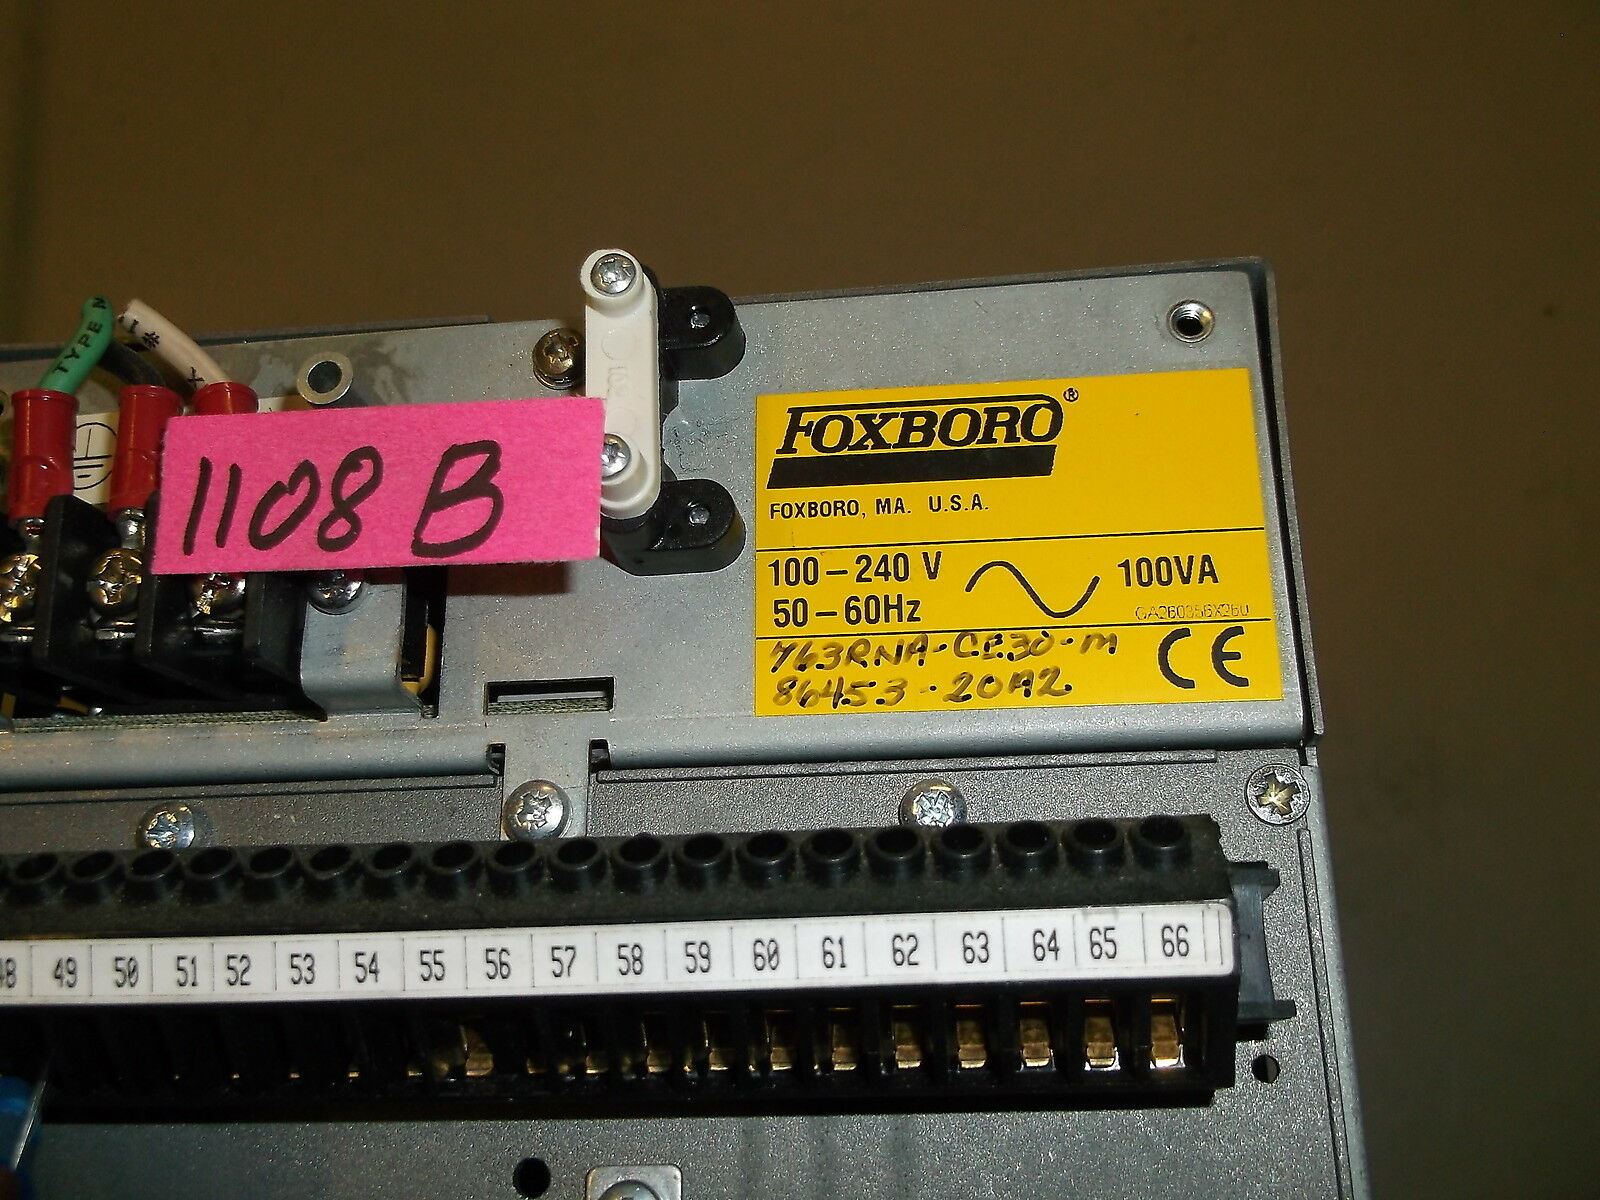 TYPE
1108 B
FOXBORO®
FOXBORO, MA. U.S.A.
100-240 V 100VA
50-60Hz
763RNA-CE30-M
86453-20A2
CE
49 50 51 52 53 54 55 56 57 58 59 60 61 62 63 64 65 66